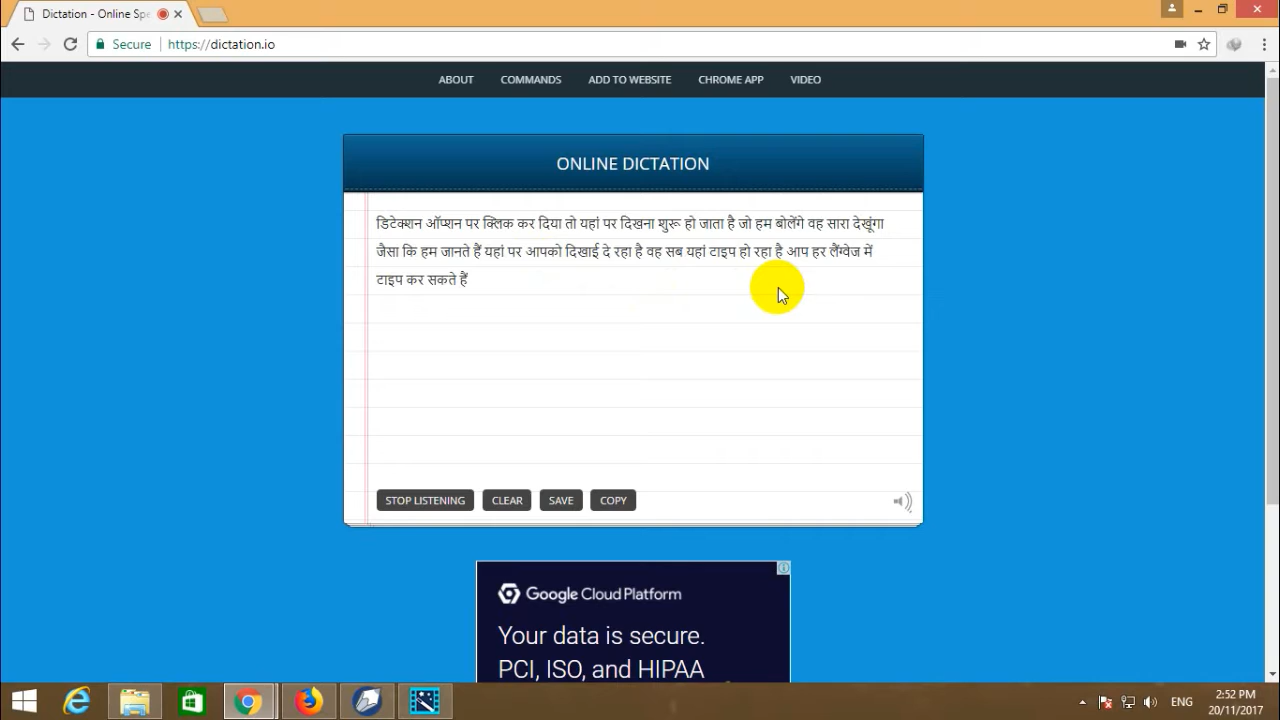 Dictation - Online Spe
Secure https://dictation.io
ABOUT COMMANDS ADD TO WEBSITE CHROME APP VIDEO
ONLINE DICTATION
डिटेक्शन ऑप्शन पर क्लिक कर दिया तो यहां पर दिखना शुरू हो जाता है जो हम बोलेंगे वह सारा देखूंगा
जैसा कि हम जानते हैं यहां पर आपको दिखाई दे रहा है वह सब यहां टाइप हो रहा है आप हर लैंग्वेज में
टाइप कर सकते हैं
STOP LISTENING CLEAR SAVE COPY
Google Cloud Platform
Your data is secure.
PCI, ISO, and HIPAA
ENG
2:52 PM
20/11/2017